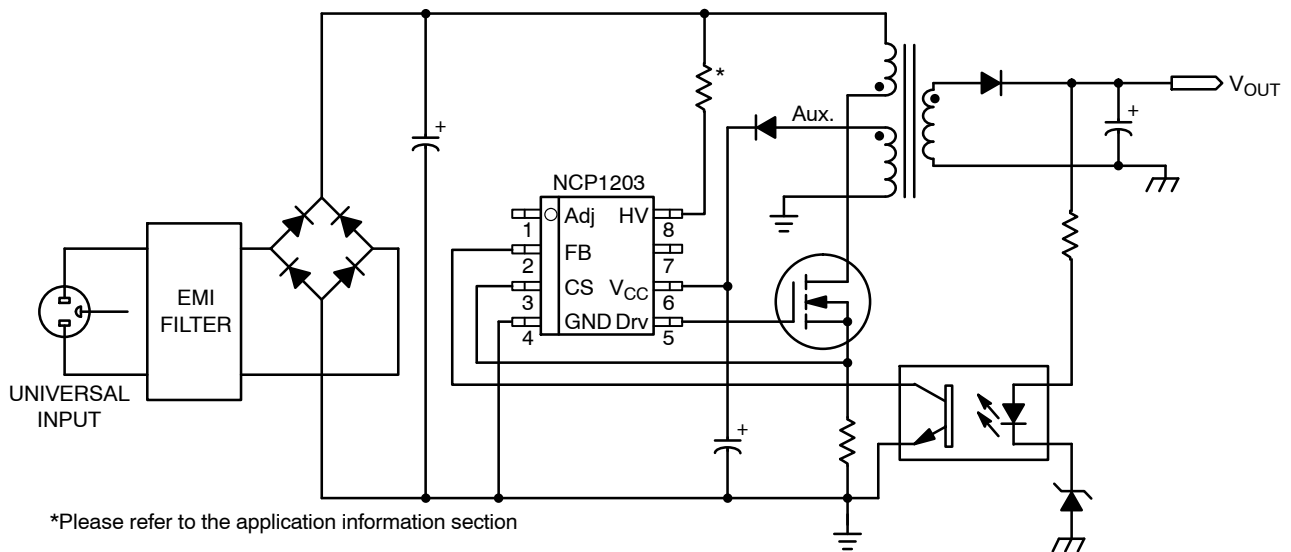 +
*
Aux.
V_OUT
+
NCP1203
Adj HV
1 8
FB
2 7
CS V_CC
3 6
GND Drv
4 5
EMI
FILTER
UNIVERSAL
INPUT
+
*Please refer to the application information section